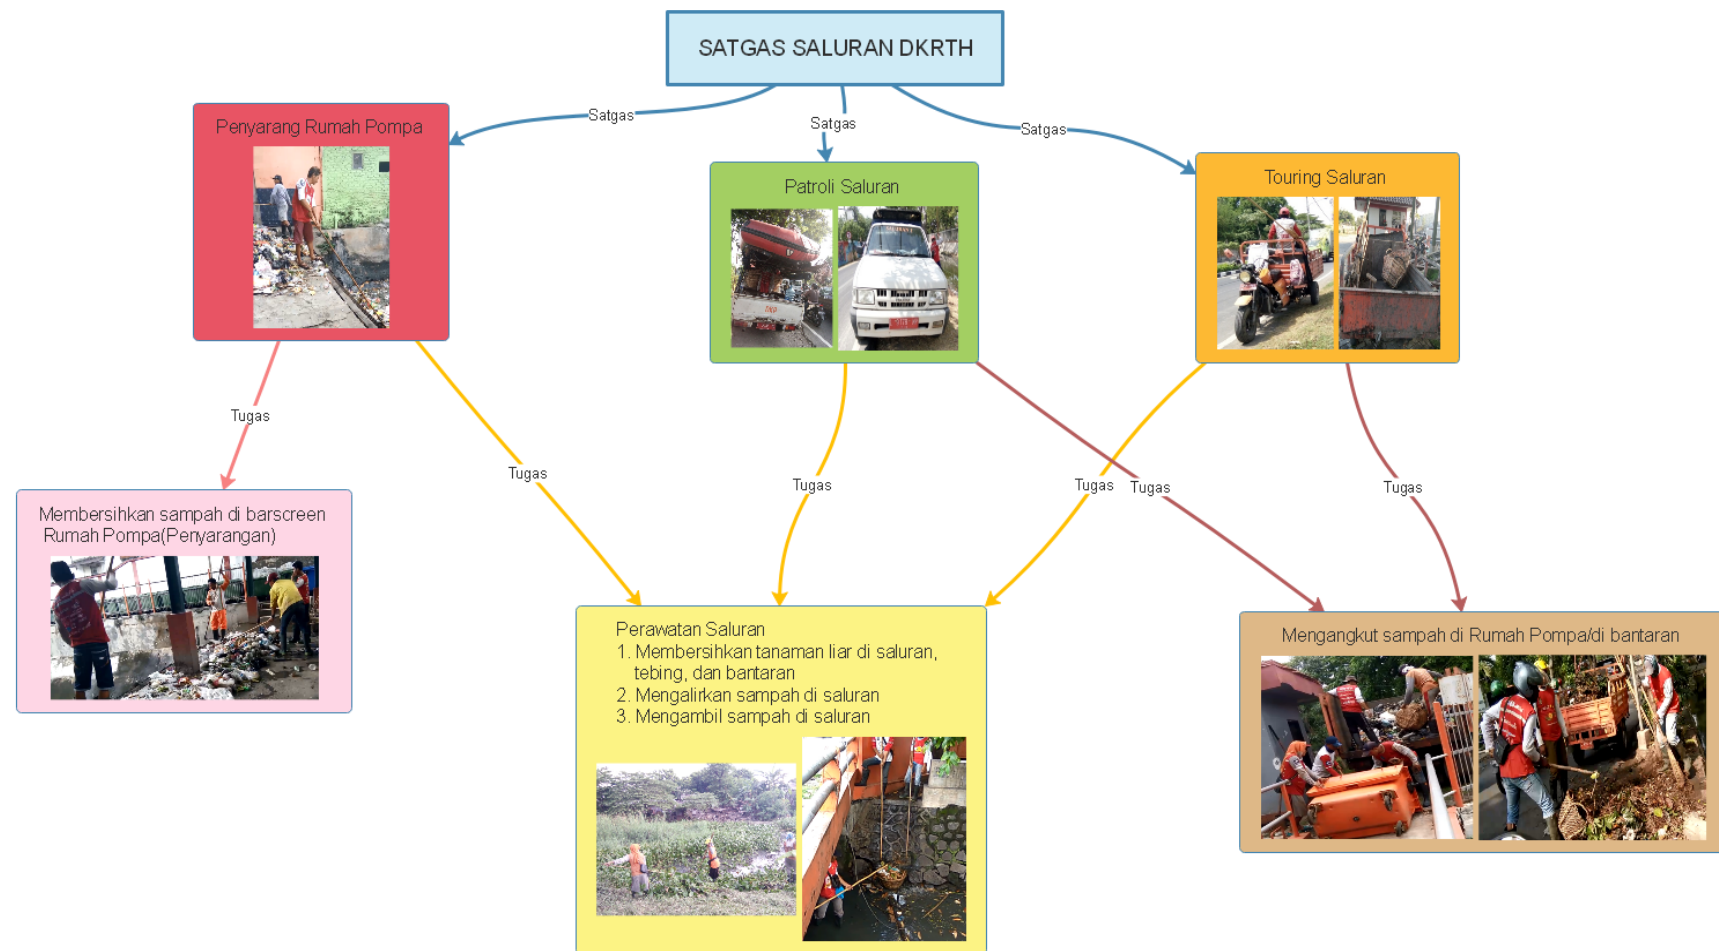 SATGAS SALURAN DKRTH
Satgas
Satgas
Satgas
Penyarang Rumah Pompa
Patroli Saluran
Touring Saluran
Tugas
Tugas
Tugas
Tugas
Tugas
Tugas
Membersihkan sampah di barscreen
Rumah Pompa(Penyarangan)
Perawatan Saluran
1. Membersihkan tanaman liar di saluran,
tebing, dan bantaran
2. Mengalirkan sampah di saluran
3. Mengambil sampah di saluran
Mengangkut sampah di Rumah Pompa/di bantaran